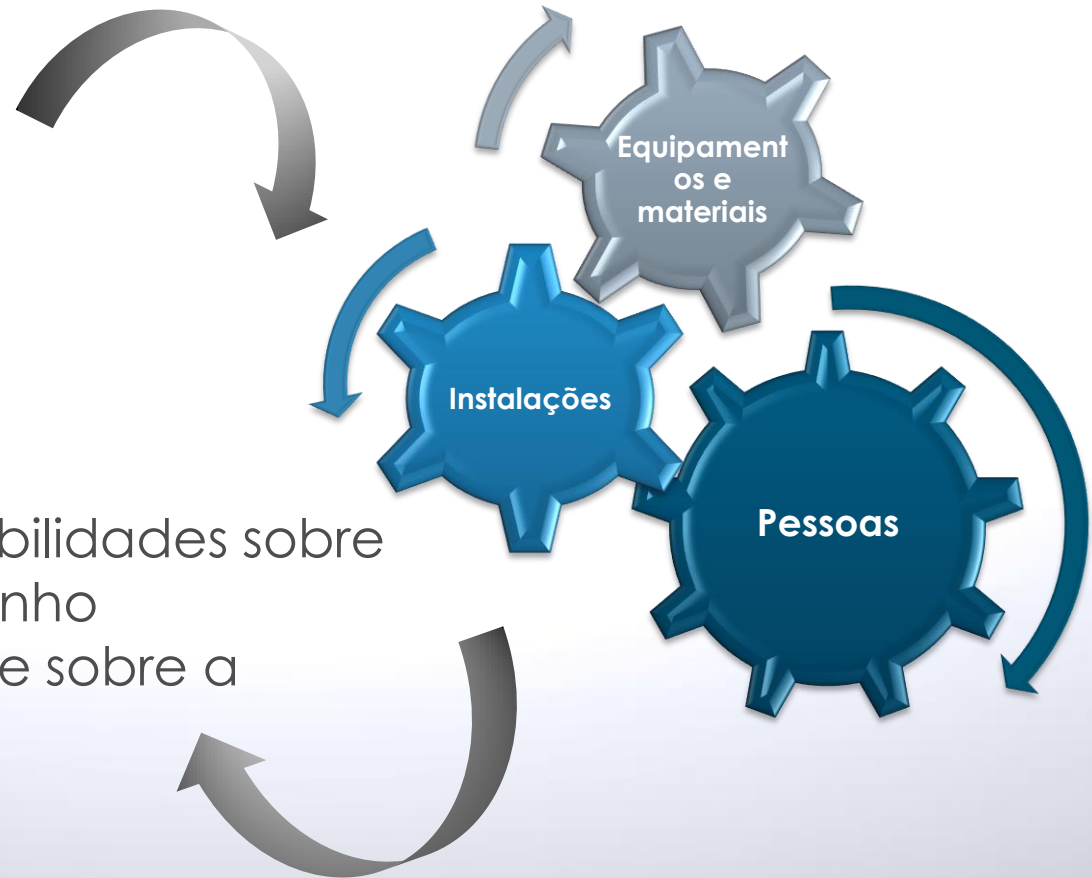 Equipament
os e
materiais
Instalações
Pessoas
bilidades sobre
nho
e sobre a